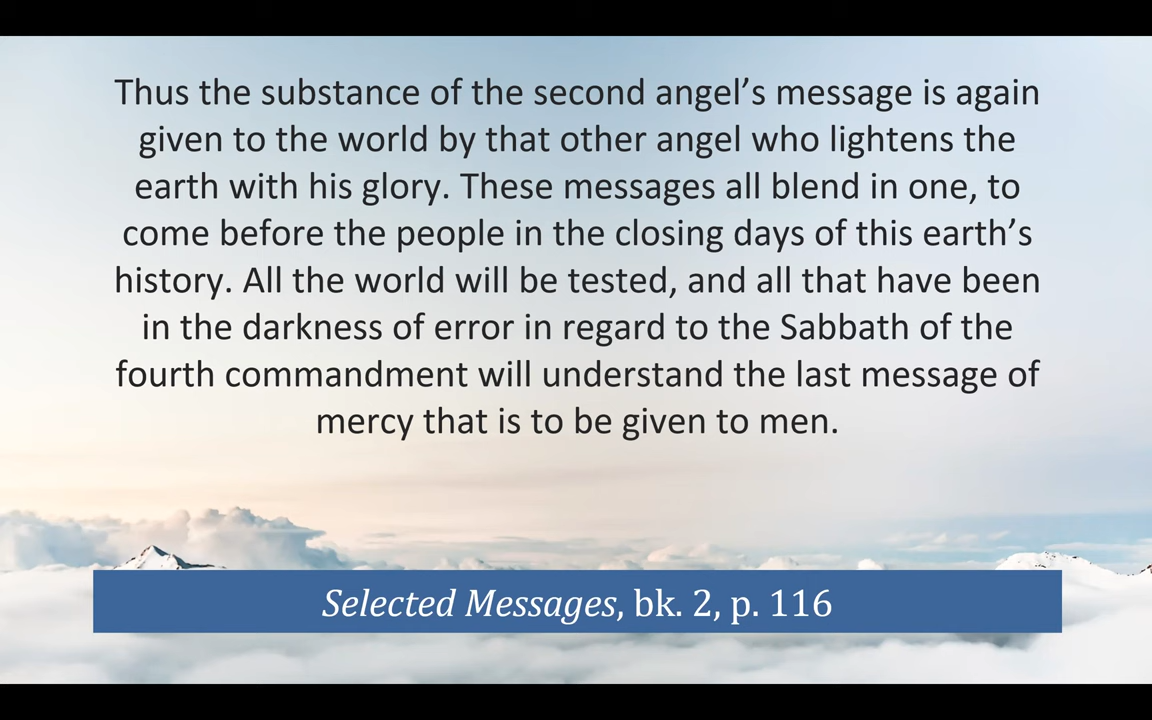 Thus the substance of the second angel’s message is again
given to the world by that other angel who lightens the
earth with his glory. These messages all blend in one, to
come before the people in the closing days of this earth’s
history. All the world will be tested, and all that have been
in the darkness of error in regard to the Sabbath of the
fourth commandment will understand the last message of
mercy that is to be given to men.
Selected Messages, bk. 2, p. 116